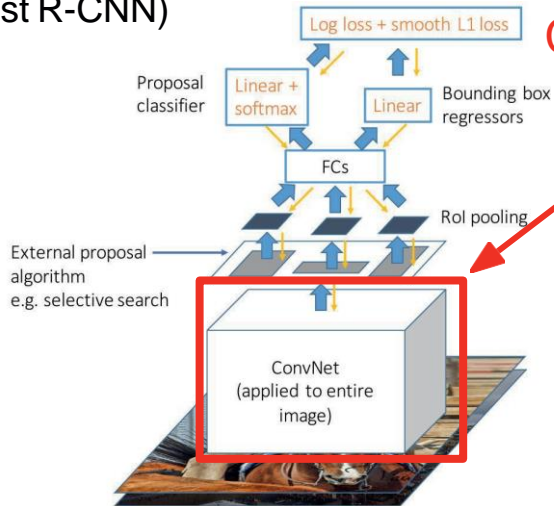 st R-CNN)
Log loss + smooth L1 loss
Proposal
classifier
Linear +
softmax
Linear
Bounding box
regressors
FCs
RoI pooling
External proposal
algorithm
e.g. selective search
ConvNet
(applied to entire
image)